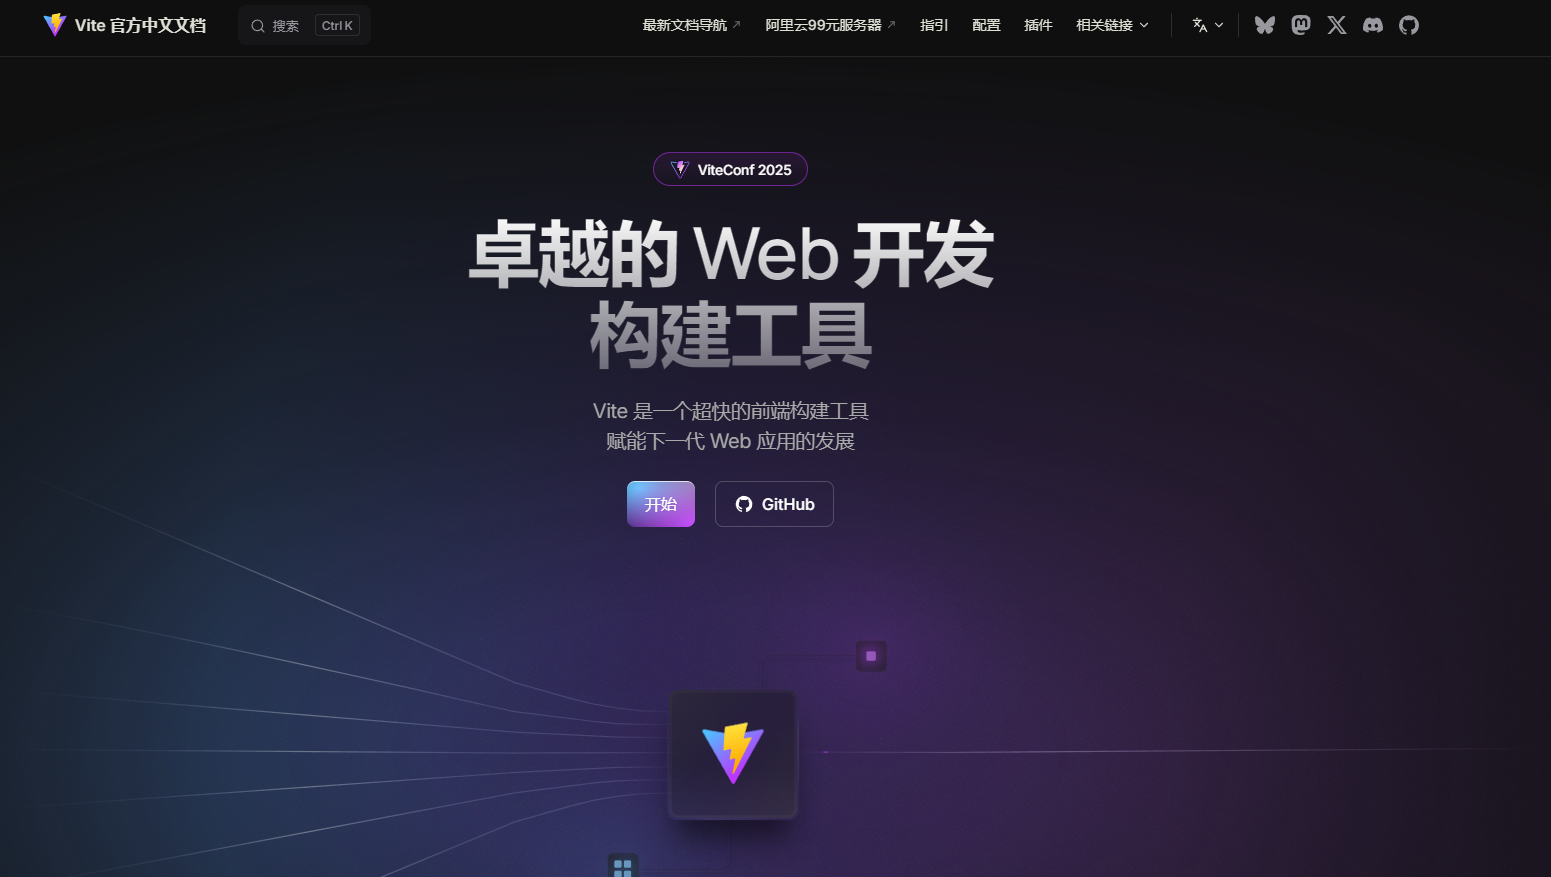 Vite 官方中文文档
搜索 Ctrl K
最新文档导航
阿里云99元服务器
指引
配置
插件
相关链接
ViteConf 2025
卓越的 Web 开发
构建工具
Vite 是一个超快的前端构建工具
赋能下一代 Web 应用的发展
开始
GitHub